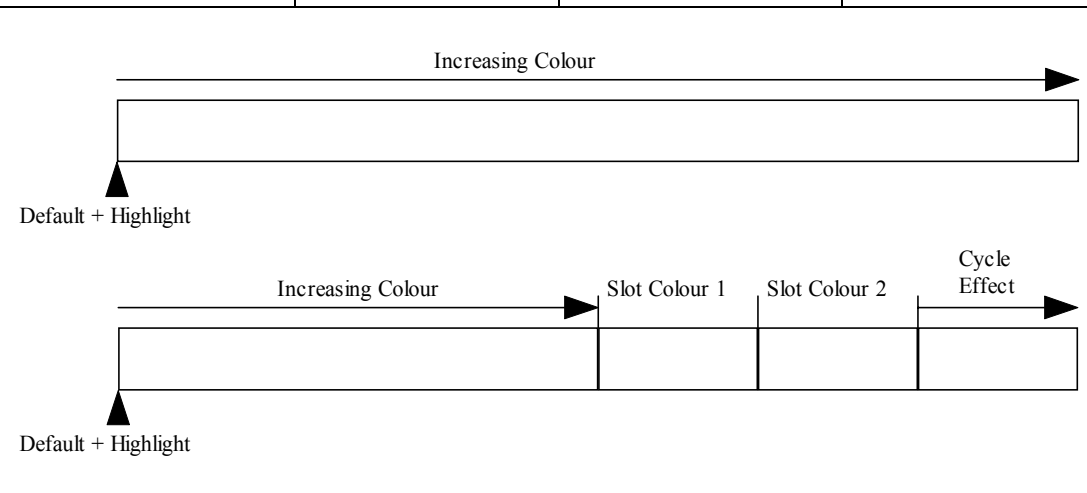 Increasing Colour
Default + Highlight
Cycle
Effect
Increasing Colour
Slot Colour 1
Slot Colour 2
Default + Highlight